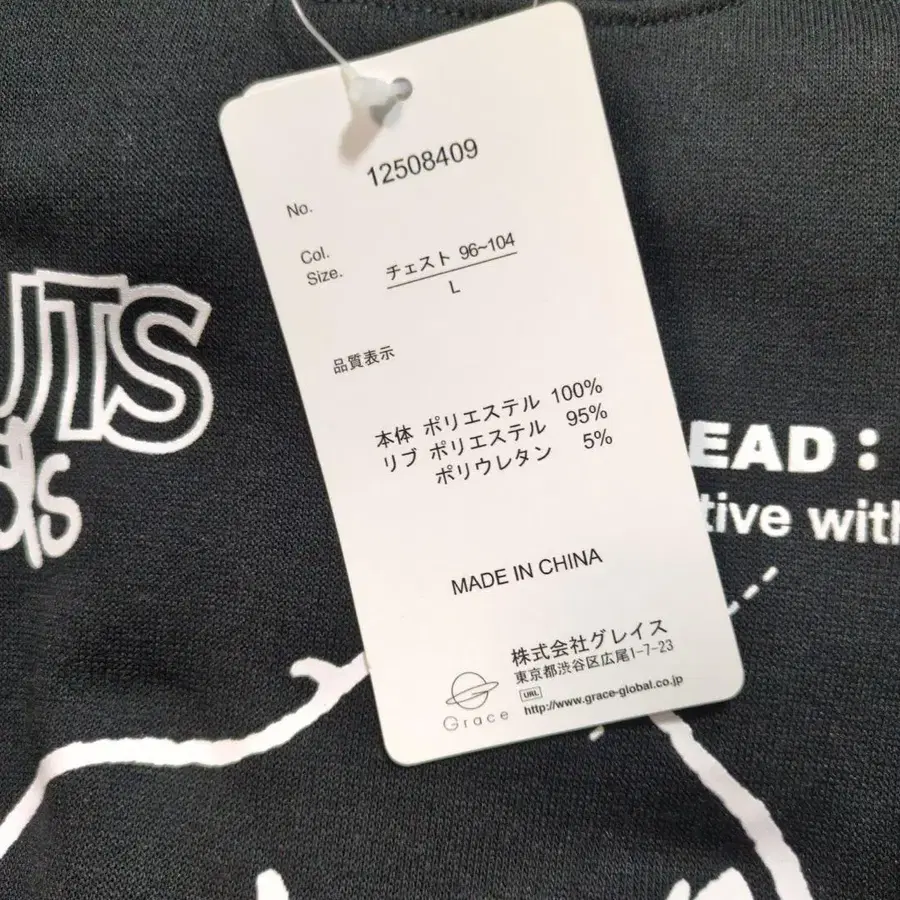 No. 12508409
Col.
Size. チェスト 96~104
L
品質表示
本体 ポリエステル 100%
リブ ポリエステル 95%
ポリウレタン 5%
MADE IN CHINA
株式会社グレイス
東京都渋谷区広尾1-7-23
URL
http://www.grace-global.co.jp
Grace
UTS
ds
EAD :
tive with